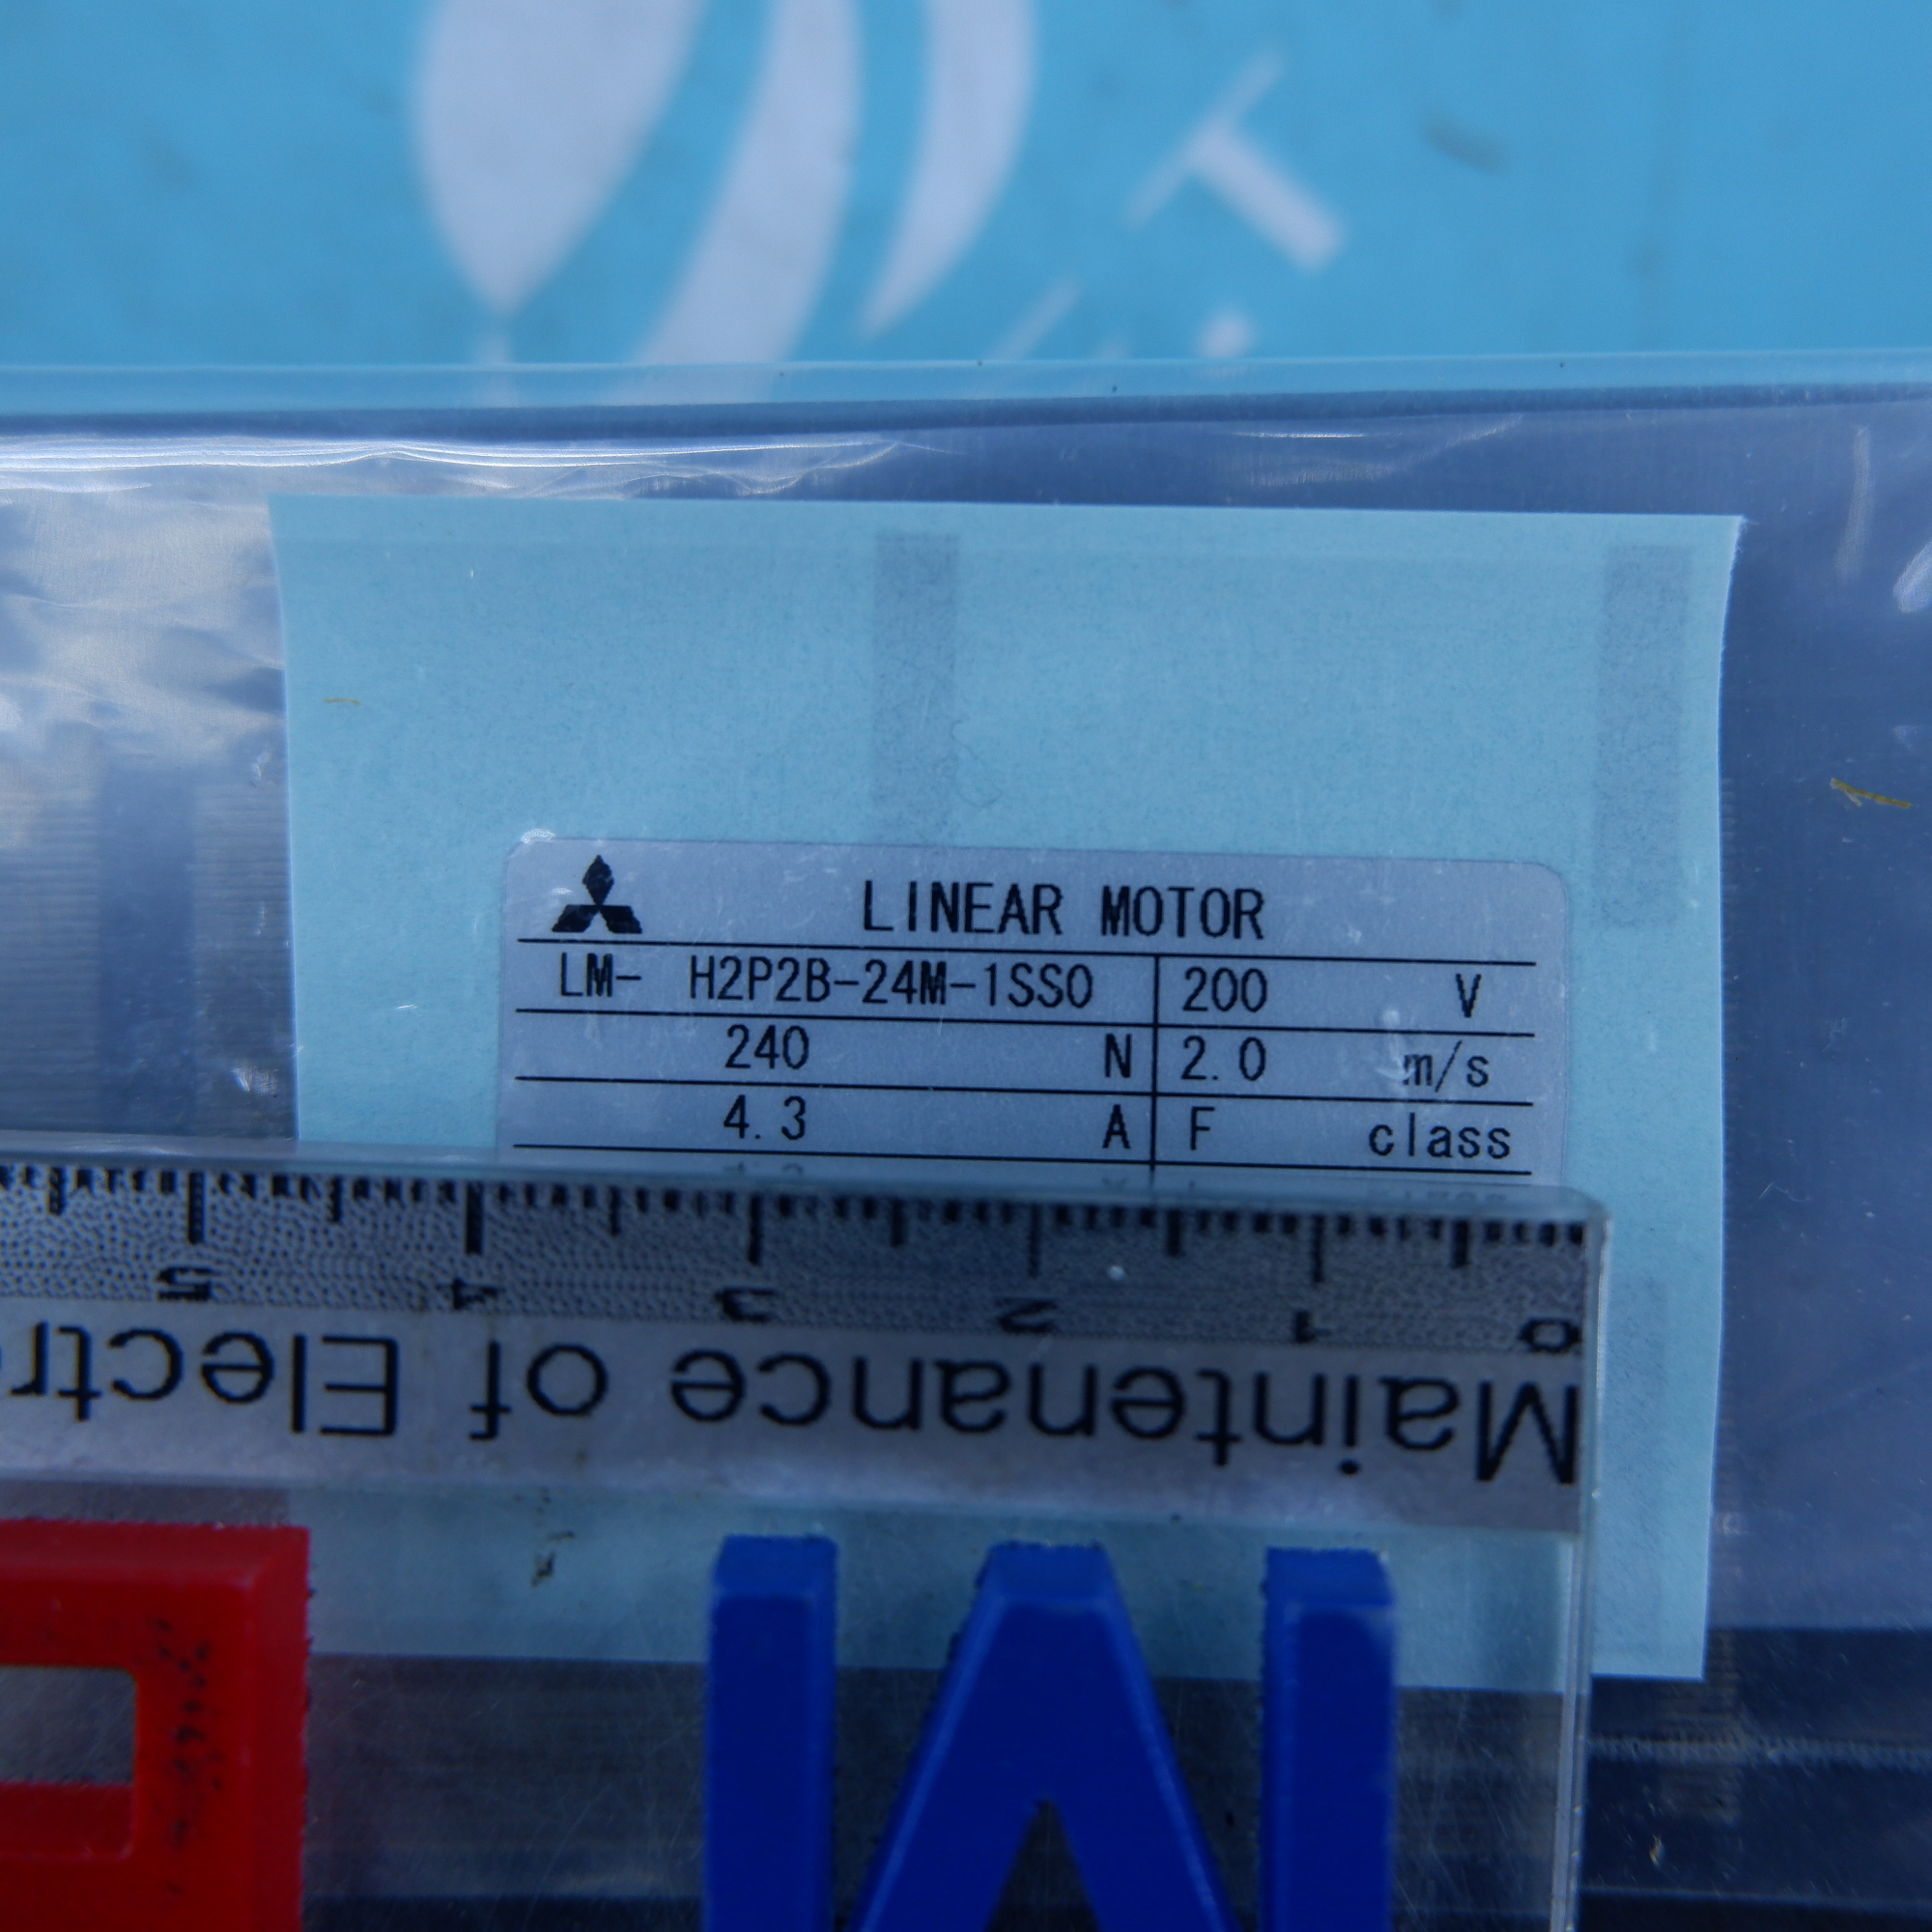 LINEAR MOTOR
LM- H2P2B-24M-1SS0 200 V
240 N 2.0 m/s
4.3 A F class
5 4 3 2 1 0
Maintenance of Electr
M